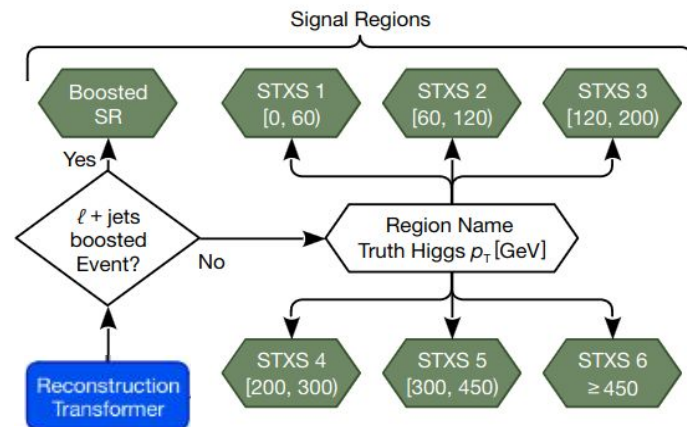 Signal Regions
Boosted
SR
STXS 1
[0, 60)
STXS 2
[60, 120)
STXS 3
[120, 200)
Yes
ℓ + jets
boosted
Event?
No
Region Name
Truth Higgs p_T [GeV]
STXS 4
[200, 300)
STXS 5
[300, 450)
STXS 6
≥ 450
Reconstruction
Transformer